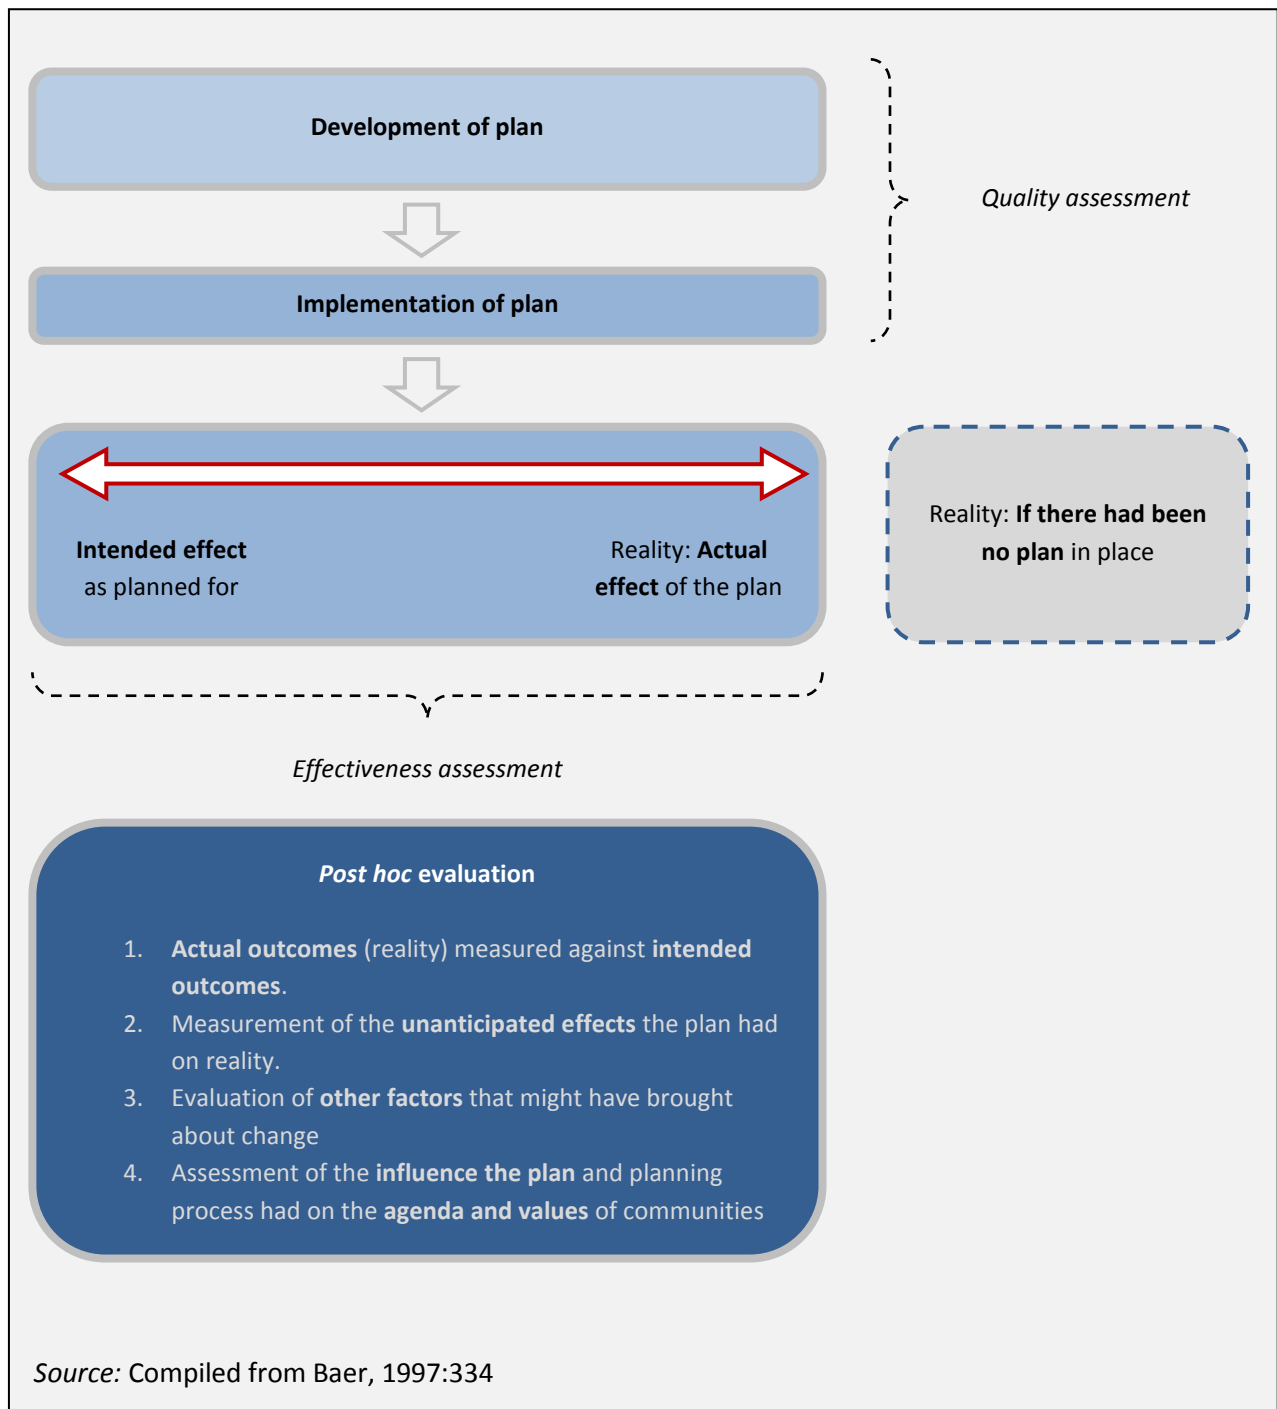 Development of plan
Quality assessment
Implementation of plan
Intended effect
as planned for
Reality: Actual
effect of the plan
Reality: If there had been
no plan in place
Effectiveness assessment
Post hoc evaluation
1. Actual outcomes (reality) measured against intended
outcomes.
2. Measurement of the unanticipated effects the plan had
on reality.
3. Evaluation of other factors that might have brought
about change
4. Assessment of the influence the plan and planning
process had on the agenda and values of communities
Source: Compiled from Baer, 1997:334